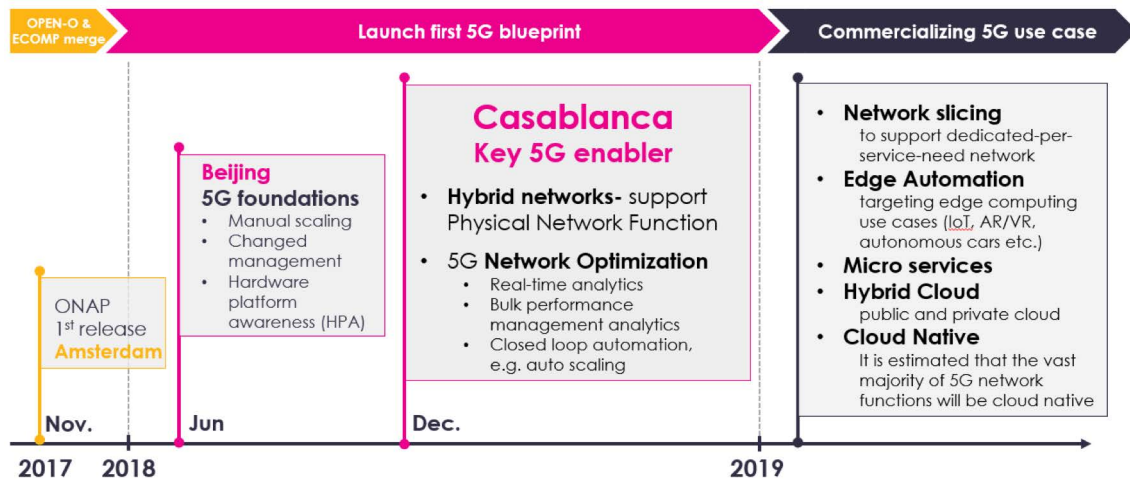 OPEN-O &
ECOMP merge
Launch first 5G blueprint
Commercializing 5G use case
ONAP
1st release
Amsterdam
Beijing
5G foundations
• Manual scaling
• Changed
management
• Hardware
platform
awareness (HPA)
Casablanca
Key 5G enabler
• Hybrid networks- support
Physical Network Function
• 5G Network Optimization
• Real-time analytics
• Bulk performance
management analytics
• Closed loop automation,
e.g. auto scaling
• Network slicing
to support dedicated-per-
service-need network
• Edge Automation
targeting edge computing
use cases (IoT, AR/VR,
autonomous cars etc.)
• Micro services
• Hybrid Cloud
public and private cloud
• Cloud Native
It is estimated that the vast
majority of 5G network
functions will be cloud native
Nov.
Jun
Dec.
2017
2018
2019